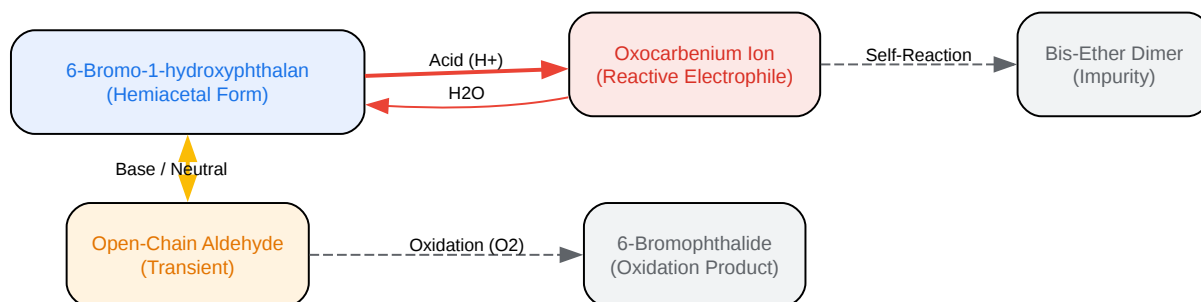 6-Bromo-1-hydroxyphthalan
(Hemiacetal Form)
Acid (H+)
H2O
Oxocarbenium Ion
(Reactive Electrophile)
Self-Reaction
Bis-Ether Dimer
(Impurity)
Base / Neutral
Open-Chain Aldehyde
(Transient)
Oxidation (O2)
6-Bromophthalide
(Oxidation Product)